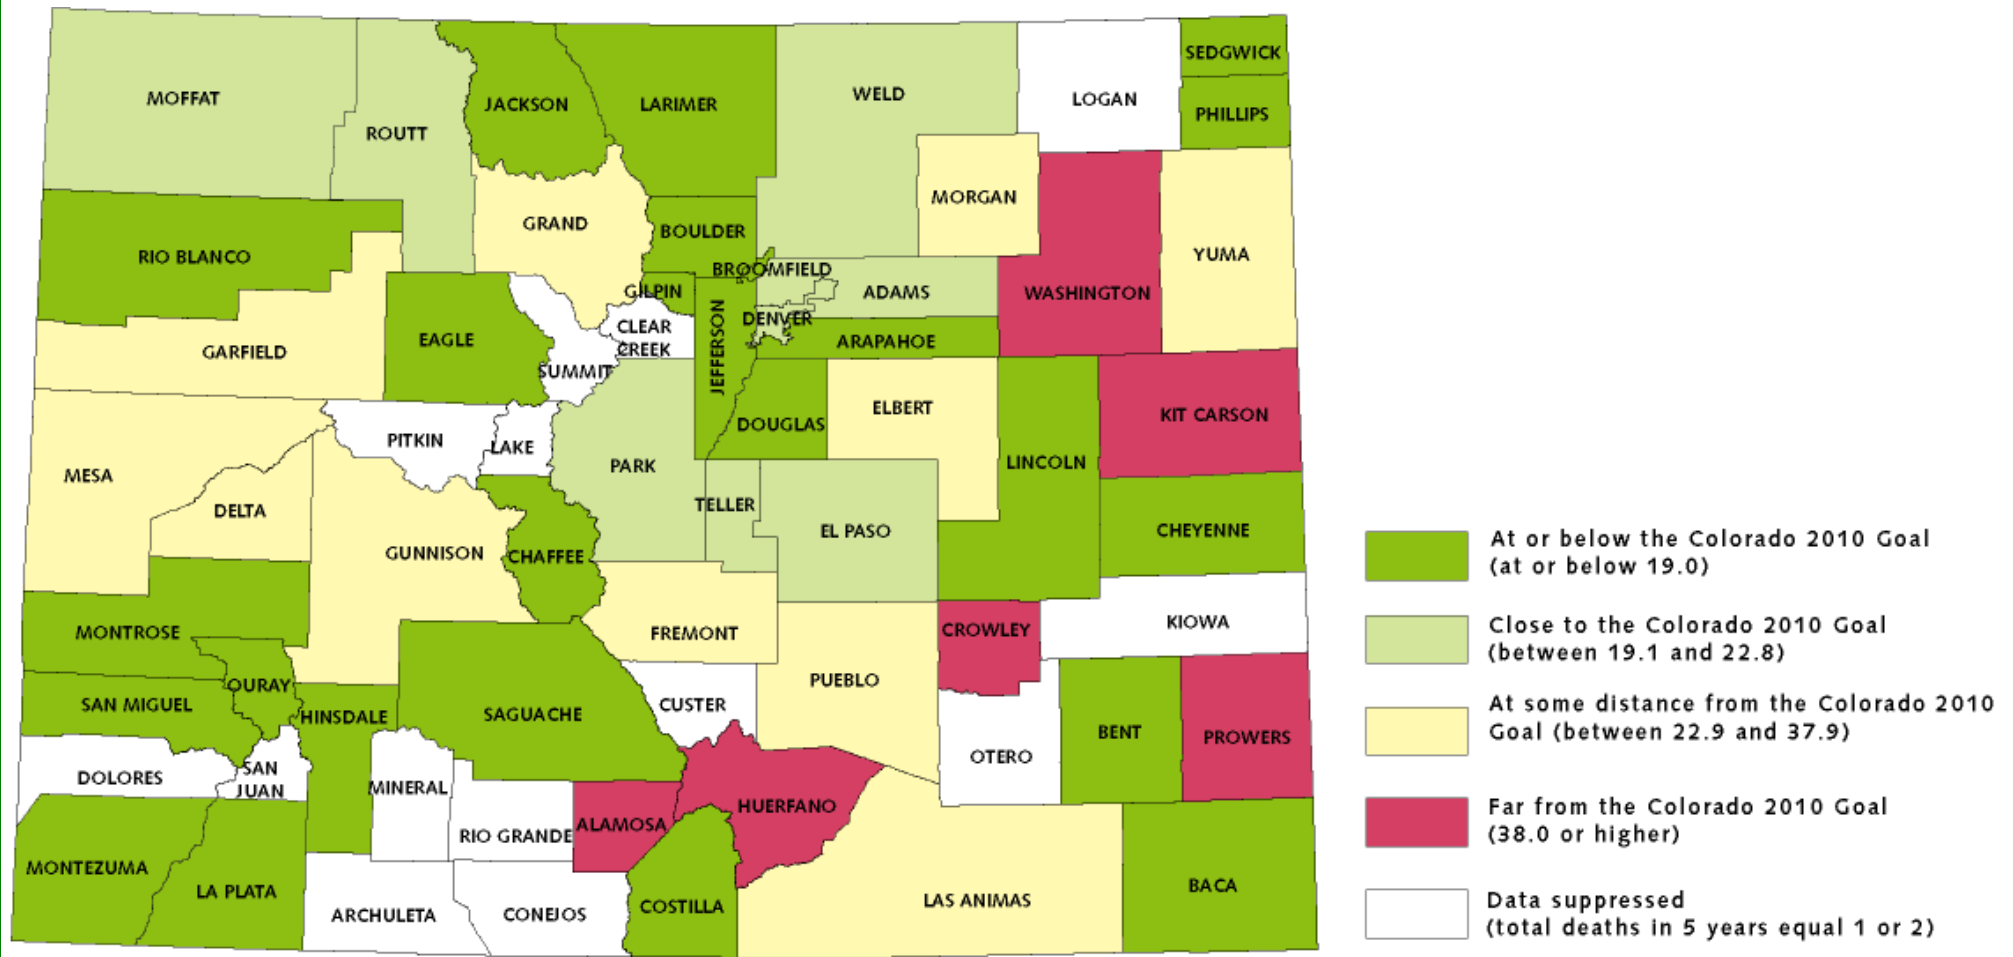 SEDGWICK
MOFFAT
WELD
LOGAN
JACKSON
LARIMER
PHILLIPS
ROUTT
MORGAN
GRAND
BOULDER
YUMA
RIO BLANCO
BROOMFIELD
GILPIN
ADAMS
WASHINGTON
DENVER
CLEAR
CREEK
JEFFERSON
EAGLE
ARAPAHOE
GARFIELD
SUMMIT
ELBERT
KIT CARSON
DOUGLAS
PITKIN
LAKE
PARK
LINCOLN
MESA
TELLER
DELTA
EL PASO
CHEYENNE
GUNNISON
CHAFFEE
KIOWA
MONTROSE
FREMONT
CROWLEY
OURAY
PUEBLO
SAN MIGUEL
CUSTER
HINSDALE
SAGUACHE
BENT
PROWERS
OTERO
DOLORES
SAN
JUAN
MINERAL
HUERFANO
RIO GRANDE
ALAMOSA
MONTEZUMA
LA PLATA
BACA
LAS ANIMAS
COSTILLA
ARCHULETA
CONEJOS
At or below the Colorado 2010 Goal
(at or below 19.0)
Close to the Colorado 2010 Goal
(between 19.1 and 22.8)
At some distance from the Colorado 2010
Goal (between 22.9 and 37.9)
Far from the Colorado 2010 Goal
(38.0 or higher)
Data suppressed
(total deaths in 5 years equal 1 or 2)